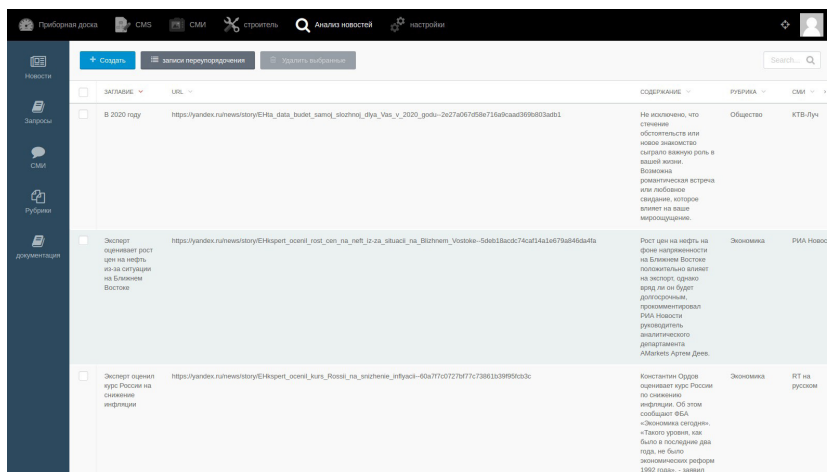 Приборная доска
CMS
СМИ
строитель
Анализ новостей
настройки
Новости
Запросы
СМИ
Рубрики
документация
+ Создать
записи переупорядочения
Удалить выбранные
Search...
ЗАГЛАВИЕ
URL
СОДЕРЖАНИЕ
РУБРИКА
СМИ
В 2020 году
https://yandex.ru/news/story/EHta_data_budet_samoj_slozhnoj_dlya_Vas_v_2020_godu--2e27a067d58e716a9caad369b803adb1
Не исключено, что
стечение
обстоятельств или
новое знакомство
сыграло важную роль в
вашей жизни.
Возможна
романтическая встреча
или любовное
свидание, которое
влияет на ваше
мироощущение.
Общество
КТВ-Луч
Эксперт
оценивает рост
цен на нефть
из-за ситуации
на Ближнем
Востоке
https://yandex.ru/news/story/EHkspert_ocenil_rost_cen_na_neft_iz-za_situacii_na_Blizhnem_Vostoke--5deb18acdc74caf14a1e679a846da4fa
Рост цен на нефть на
фоне напряженности
на Ближнем Востоке
положительно влияет
на экспорт, однако
вряд ли он будет
долгосрочным,
прокомментировал
РИА Новости
руководитель
аналитического
департамента
AMarkets Артем Деев.
Экономика
РИА Новос
Эксперт оценил
курс России на
снижение
инфляции
https://yandex.ru/news/story/EHkspert_ocenil_kurs_Rossii_na_snizhenie_inflyacii--60a7f7c0727bf77c73861b39f95fcb3c
Константин Ордов
оценивает курс России
по снижению
инфляции. Об этом
сообщают ФБА
«Экономика сегодня».
«Такого уровня, как
было в последние два
года, не было
экономических реформ
1992 года», - заявил
Экономика
RT на
русском